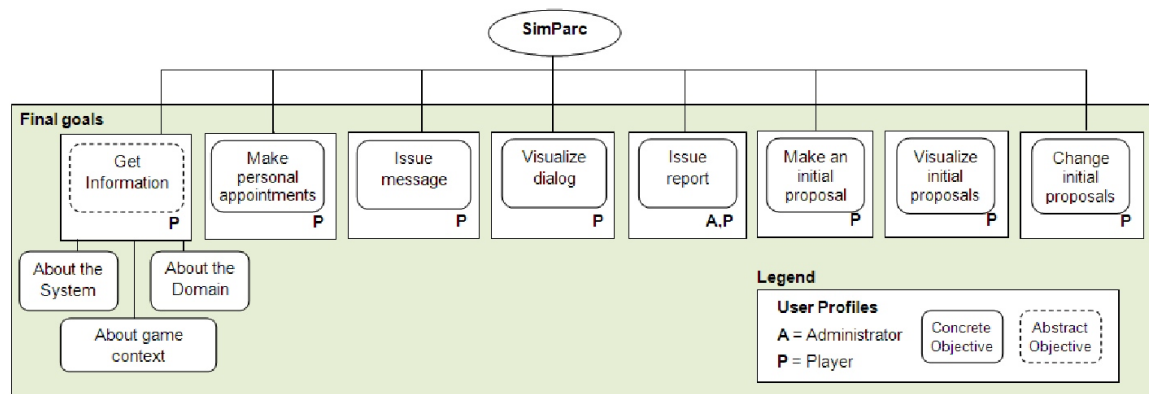 SimParc
Final goals
Get
Information
P
Make
personal
appointments
P
Issue
message
P
Visualize
dialog
P
Issue
report
A,P
Make an
initial
proposal
P
Visualize
initial
proposals
P
Change
initial
proposals
P
About the
System
About the
Domain
About game
context
Legend
User Profiles
A = Administrator
P = Player
Concrete
Objective
Abstract
Objective